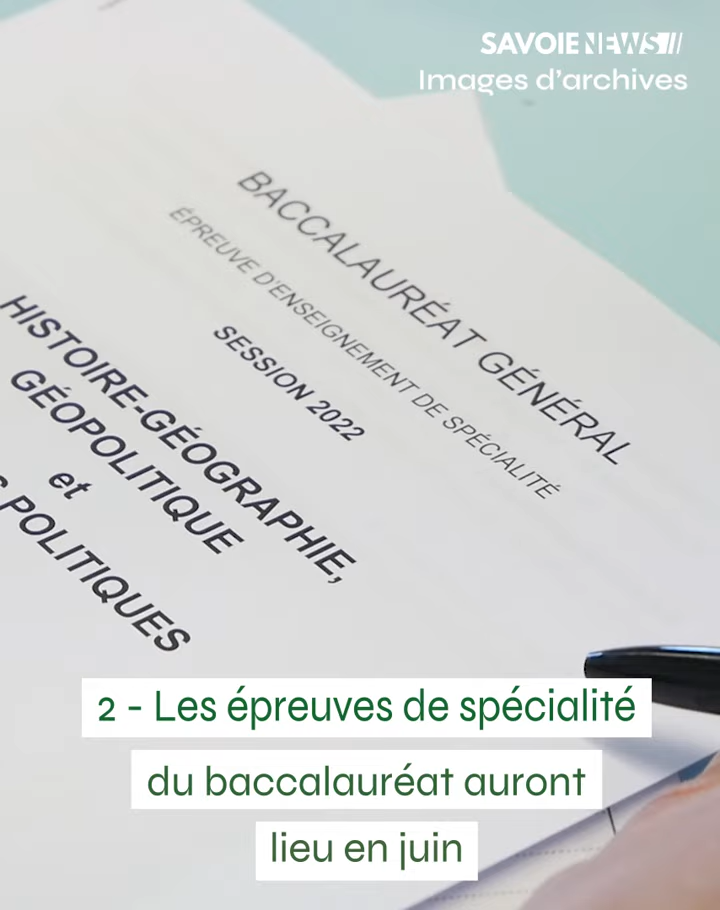 SAVOIE NEWS
Images d'archives
BACCALAURÉAT GÉNÉRAL
ÉPREUVE D'ENSEIGNEMENT DE SPÉCIALITÉ
SESSION 2022
HISTOIRE-GÉOGRAPHIE,
GÉOPOLITIQUE
et
POLITIQUES
2 - Les épreuves de spécialité
du baccalauréat auront
lieu en juin